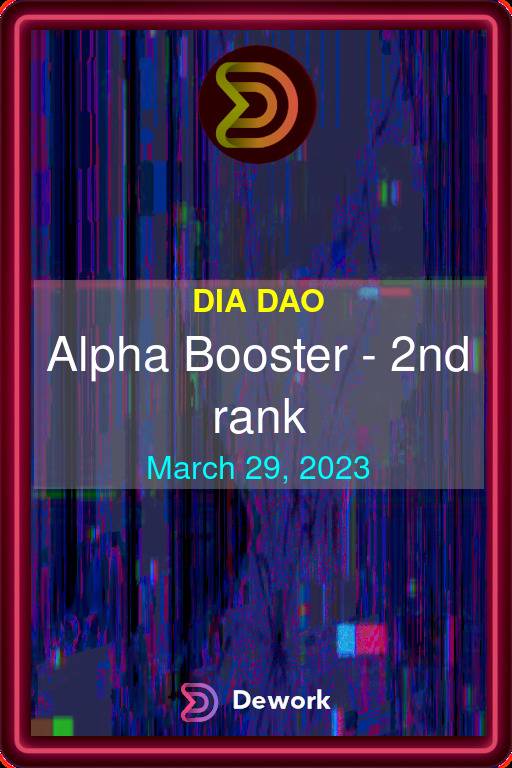 DIA DAO
Alpha Booster - 2nd
rank
March 29, 2023
Dework